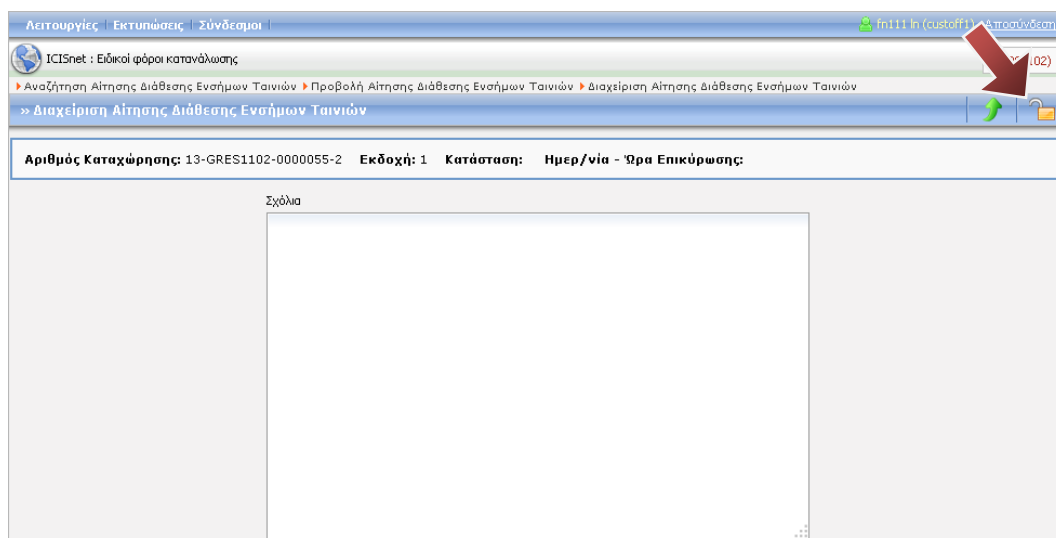 Λειτουργίες | Εκτυπώσεις | Σύνδεσμοι |
fn111 ln (custoff1) Αποσύνδεση
ICISnet : Ειδικοί φόροι κατανάλωσης
102)
Αναζήτηση Αίτησης Διάθεσης Ενσήμων Ταινιών Προβολή Αίτησης Διάθεσης Ενσήμων Ταινιών Διαχείριση Αίτησης Διάθεσης Ενσήμων Ταινιών
» Διαχείριση Αίτησης Διάθεσης Ενσήμων Ταινιών
Αριθμός Καταχώρησης: 13-GRES1102-0000055-2 Εκδοχή: 1 Κατάσταση: Ημερ/νία - Ώρα Επικύρωσης:
Σχόλια